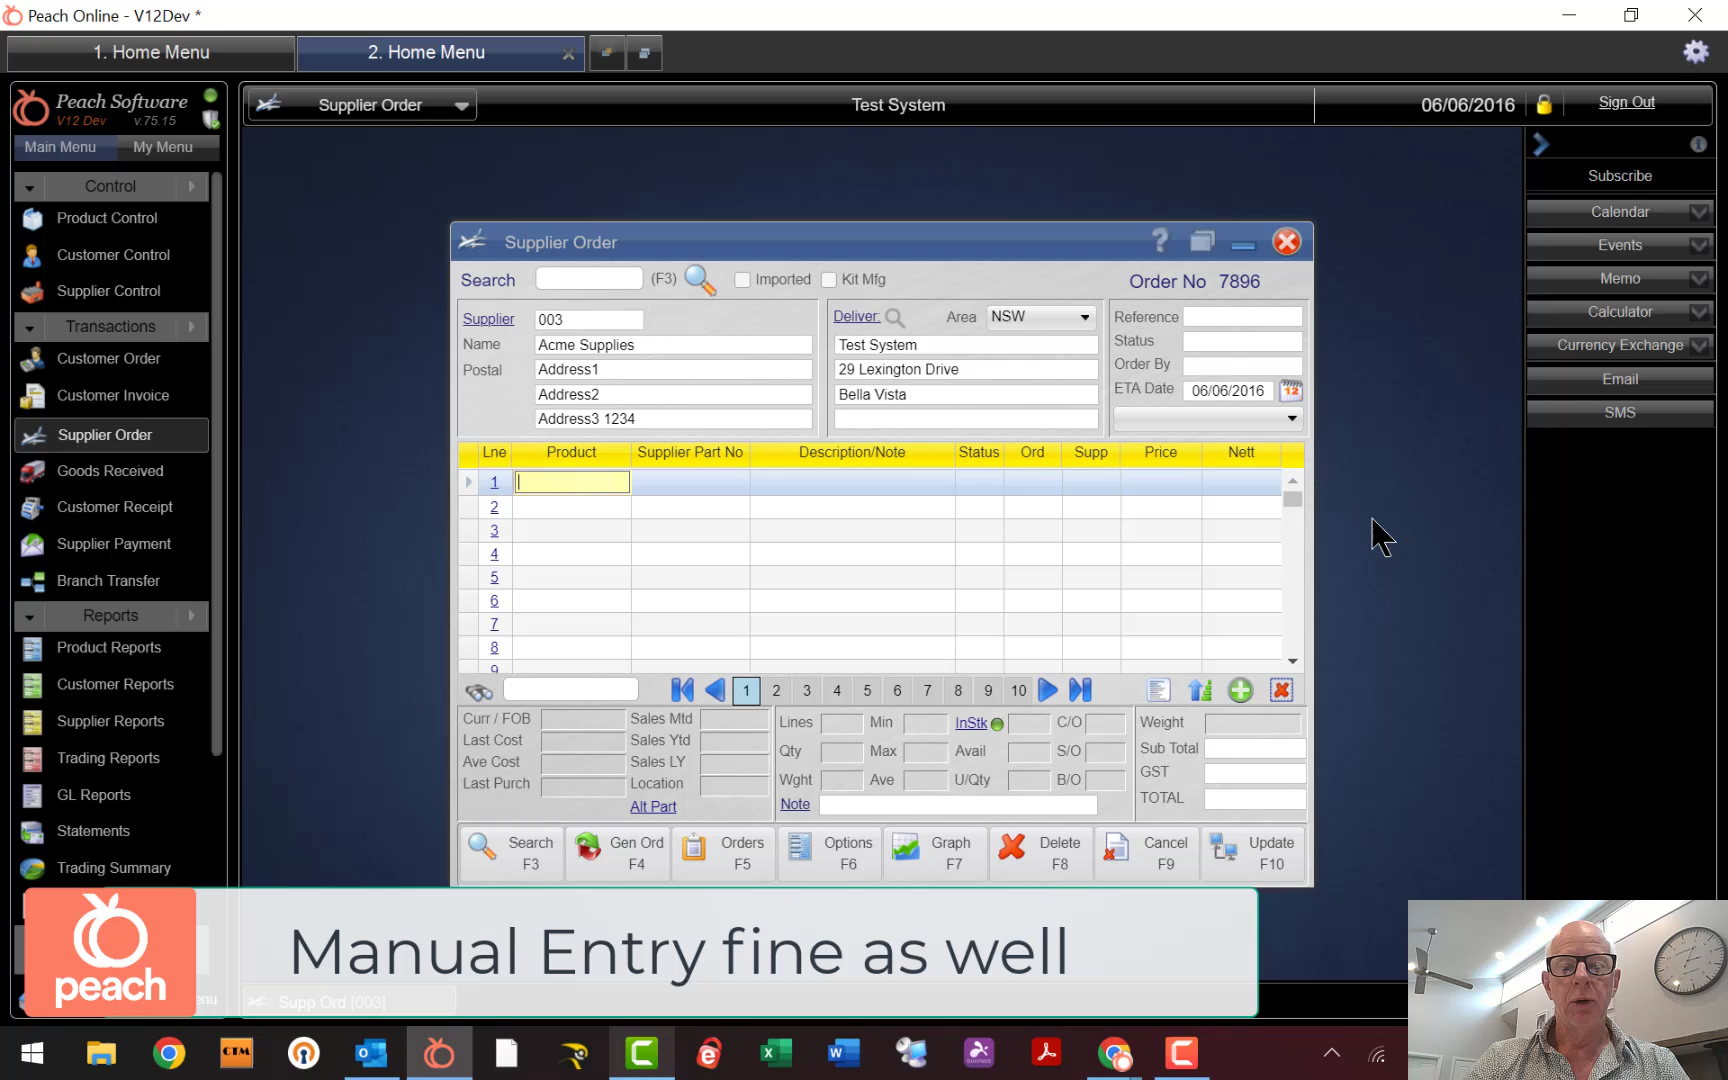 Peach Online - V12Dev *
1. Home Menu
2. Home Menu
Peach Software
V12 Dev v.75.15
Main Menu My Menu
Control
Product Control
Customer Control
Supplier Control
Transactions
Customer Order
Customer Invoice
Supplier Order
Goods Received
Customer Receipt
Supplier Payment
Branch Transfer
Reports
Product Reports
Customer Reports
Supplier Reports
Trading Reports
GL Reports
Statements
Trading Summary
Supplier Order
Test System
06/06/2016
Sign Out
Subscribe
Calendar
Events
Memo
Calculator
Currency Exchange
Email
SMS
Supplier Order
Search (F3) Imported Kit Mfg Order No 7896
Supplier 003
Name Acme Supplies
Postal Address1
Address2
Address3 1234
Deliver: Area NSW
Test System
29 Lexington Drive
Bella Vista
Reference
Status
Order By
ETA Date 06/06/2016 12
Lne Product Supplier Part No Description/Note Status Ord Supp Price Nett
1
2
3
4
5
6
7
8
9
1 2 3 4 5 6 7 8 9 10
Curr / FOB Sales Mtd
Last Cost Sales Ytd
Ave Cost Sales LY
Last Purch Location
Alt Part
Lines Min InStk C/O
Qty Max Avail S/O
Wght Ave U/Qty B/O
Note
Weight
Sub Total
GST
TOTAL
Search F3
Gen Ord F4
Orders F5
Options F6
Graph F7
Delete F8
Cancel F9
Update F10
peach
Manual Entry fine as well
Supp Ord [003]
CTM